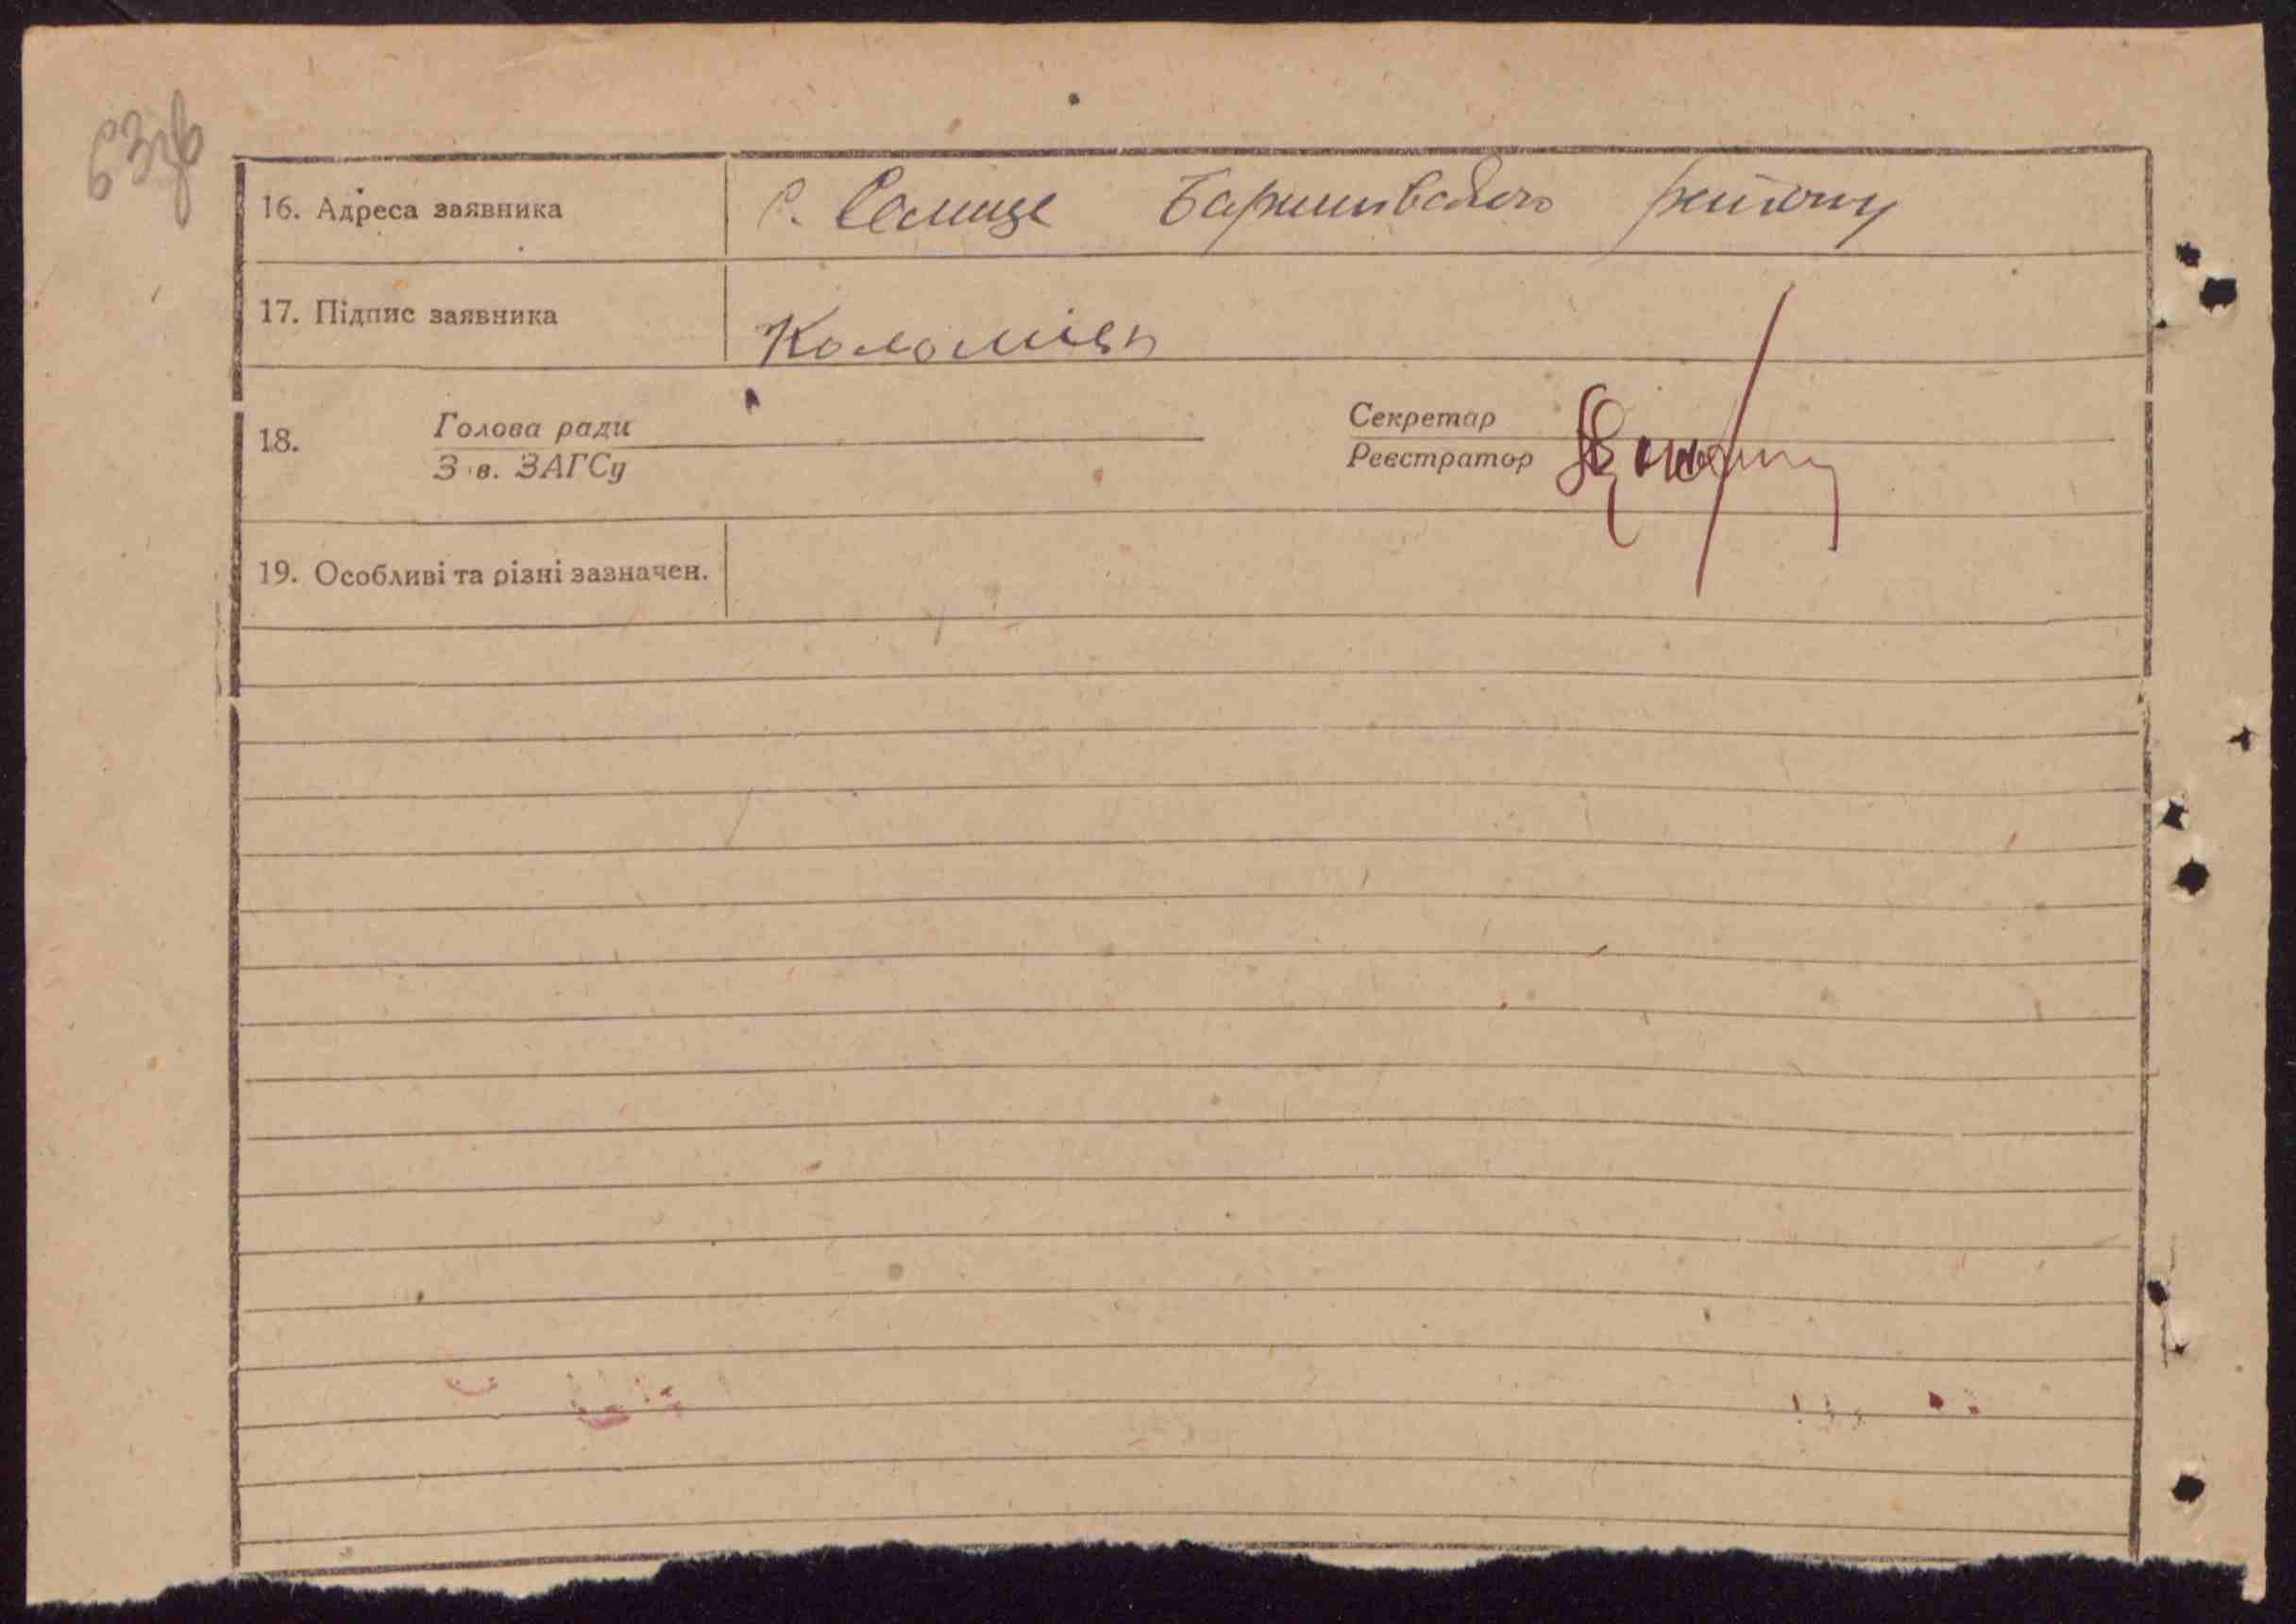 63зв
16. Адреса заявника с. Селище Баришівського району
17. Підпис заявника Коломієць
18. Голова ради Секретар
З в. ЗАГСу Реєстратор
19. Особливі та різні зазначен.